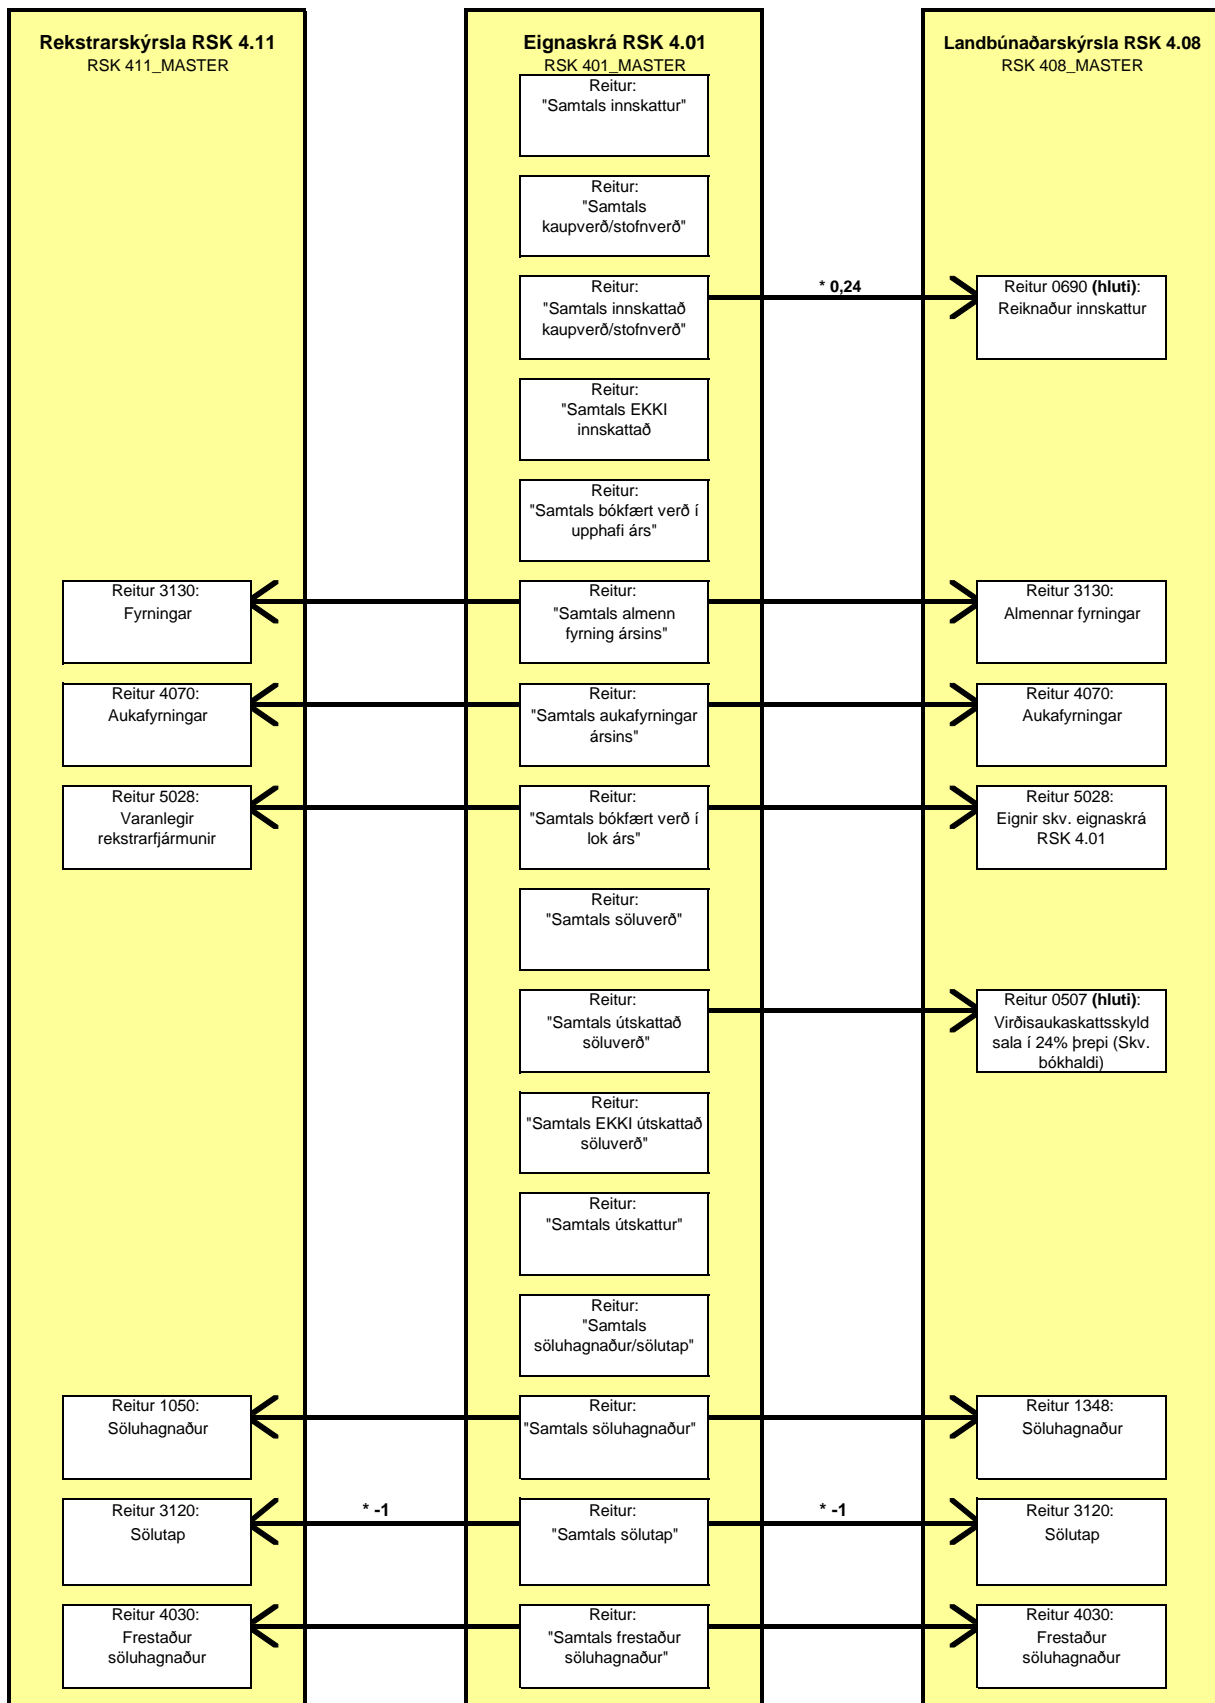 Rekstrarskýrsla RSK 4.11
RSK 411_MASTER
Eignaskrá RSK 4.01
RSK 401_MASTER
Landbúnaðarskýrsla RSK 4.08
RSK 408_MASTER
Reitur:
"Samtals innskattur"
Reitur:
"Samtals
kaupverð/stofnverð"
Reitur:
"Samtals innskattað
kaupverð/stofnverð"
* 0,24
Reitur 0690 (hluti):
Reiknaður innskattur
Reitur:
"Samtals EKKI
innskattað
Reitur:
"Samtals bókfært verð í
upphafi árs"
Reitur 3130:
Fyrningar
Reitur:
"Samtals almenn
fyrning ársins"
Reitur 3130:
Almennar fyrningar
Reitur 4070:
Aukafyrningar
Reitur:
"Samtals aukafyrningar
ársins"
Reitur 4070:
Aukafyrningar
Reitur 5028:
Varanlegir
rekstrarfjármunir
Reitur:
"Samtals bókfært verð í
lok árs"
Reitur 5028:
Eignir skv. eignaskrá
RSK 4.01
Reitur:
"Samtals söluverð"
Reitur:
"Samtals útskattað
söluverð"
Reitur 0507 (hluti):
Virðisaukaskattsskyld
sala í 24% þrepi (Skv.
bókhaldi)
Reitur:
"Samtals EKKI útskattað
söluverð"
Reitur:
"Samtals útskattur"
Reitur:
"Samtals
söluhagnaður/sölutap"
Reitur 1050:
Söluhagnaður
Reitur:
"Samtals söluhagnaður"
Reitur 1348:
Söluhagnaður
Reitur 3120:
Sölutap
* -1
Reitur:
"Samtals sölutap"
* -1
Reitur 3120:
Sölutap
Reitur 4030:
Frestaður
söluhagnaður
Reitur:
"Samtals frestaður
söluhagnaður"
Reitur 4030:
Frestaður
söluhagnaður